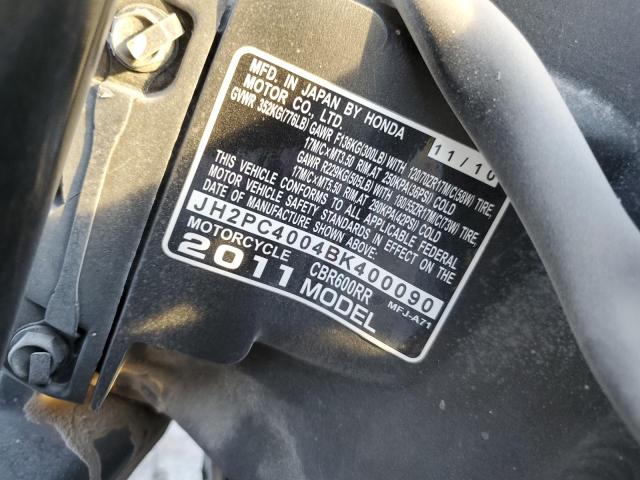 MFD. IN JAPAN BY HONDA
MOTOR CO., LTD. 11/10
GVWR 352KG(776LB) GAWR F136KG(300LB) WITH 120/70ZR17M/C(58W) TIRE,
17M/C×MT3.50 RIM,AT 250KPA(36PSI) COLD
GAWR R225KG(495LB) WITH 180/55ZR17M/C(73W) TIRE,
17M/C×MT5.50 RIM,AT 290KPA(42PSI) COLD
THIS VEHICLE CONFORMS TO ALL APPLICABLE FEDERAL
MOTOR VEHICLE SAFETY STANDARDS IN EFFECT ON THE
DATE OF MANUFACTURE SHOWN ABOVE:
JH2PC4004BK400090
MOTORCYCLE CBR600RR MFJ-A71
2011 MODEL